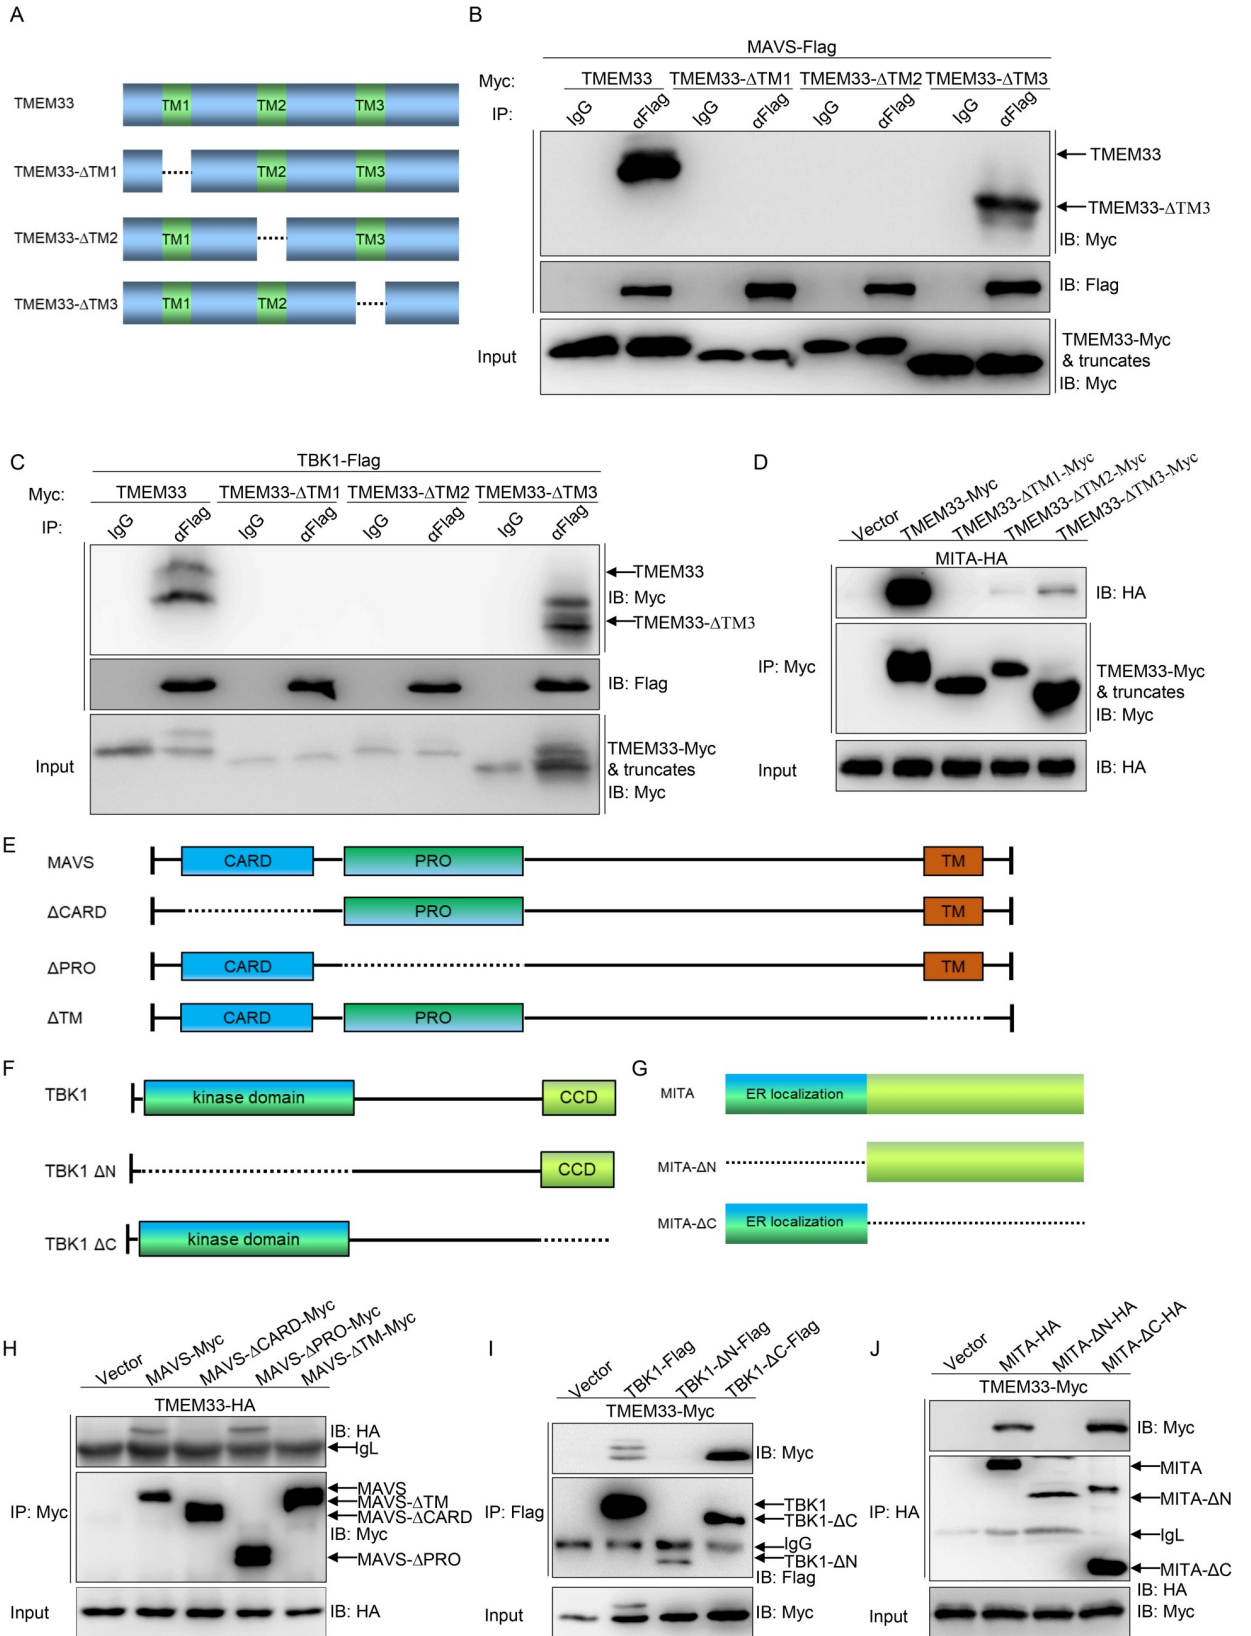 A
TMEM33 TM1 TM2 TM3
TMEM33-ΔTM1 TM2 TM3
TMEM33-ΔTM2 TM1 TM3
TMEM33-ΔTM3 TM1 TM2
B
MAVS-Flag
Myc: TMEM33 TMEM33-ΔTM1 TMEM33-ΔTM2 TMEM33-ΔTM3
IP: IgG αFlag IgG αFlag IgG αFlag IgG αFlag
TMEM33
TMEM33-ΔTM3
IB: Myc
IB: Flag
Input
TMEM33-Myc
& truncates
IB: Myc
C
TBK1-Flag
Myc: TMEM33 TMEM33-ΔTM1 TMEM33-ΔTM2 TMEM33-ΔTM3
IP: IgG αFlag IgG αFlag IgG αFlag IgG αFlag
TMEM33
IB: Myc
TMEM33-ΔTM3
IB: Flag
Input
TMEM33-Myc
& truncates
IB: Myc
D
Vector TMEM33-Myc TMEM33-ΔTM1-Myc TMEM33-ΔTM2-Myc TMEM33-ΔTM3-Myc
MITA-HA
IB: HA
IP: Myc
TMEM33-Myc
& truncates
IB: Myc
Input IB: HA
E
MAVS CARD PRO TM
ΔCARD PRO TM
ΔPRO CARD TM
ΔTM CARD PRO
F
TBK1 kinase domain CCD
TBK1 ΔN CCD
TBK1 ΔC kinase domain
G
MITA ER localization
MITA-ΔN
MITA-ΔC ER localization
H
Vector MAVS-Myc MAVS-ΔCARD-Myc MAVS-ΔPRO-Myc MAVS-ΔTM-Myc
TMEM33-HA
IB: HA
IgL
IP: Myc
MAVS
MAVS-ΔTM
MAVS-ΔCARD
IB: Myc
MAVS-ΔPRO
Input IB: HA
I
Vector TBK1-Flag TBK1-ΔN-Flag TBK1-ΔC-Flag
TMEM33-Myc
IB: Myc
IP: Flag
TBK1
TBK1-ΔC
IgG
TBK1-ΔN
IB: Flag
Input IB: Myc
J
Vector MITA-HA MITA-ΔN-HA MITA-ΔC-HA
TMEM33-Myc
IB: Myc
IP: HA
MITA
MITA-ΔN
IgL
MITA-ΔC
IB: HA
Input IB: Myc